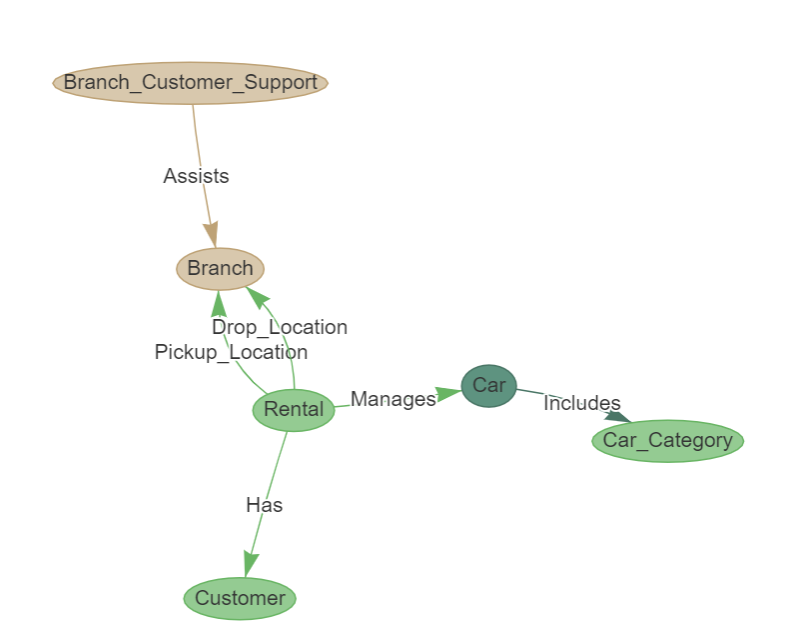 Branch_Customer_Support
Assists
Branch
Drop_Location
Pickup_Location
Car
Manages
Includes
Rental
Car_Category
Has
Customer